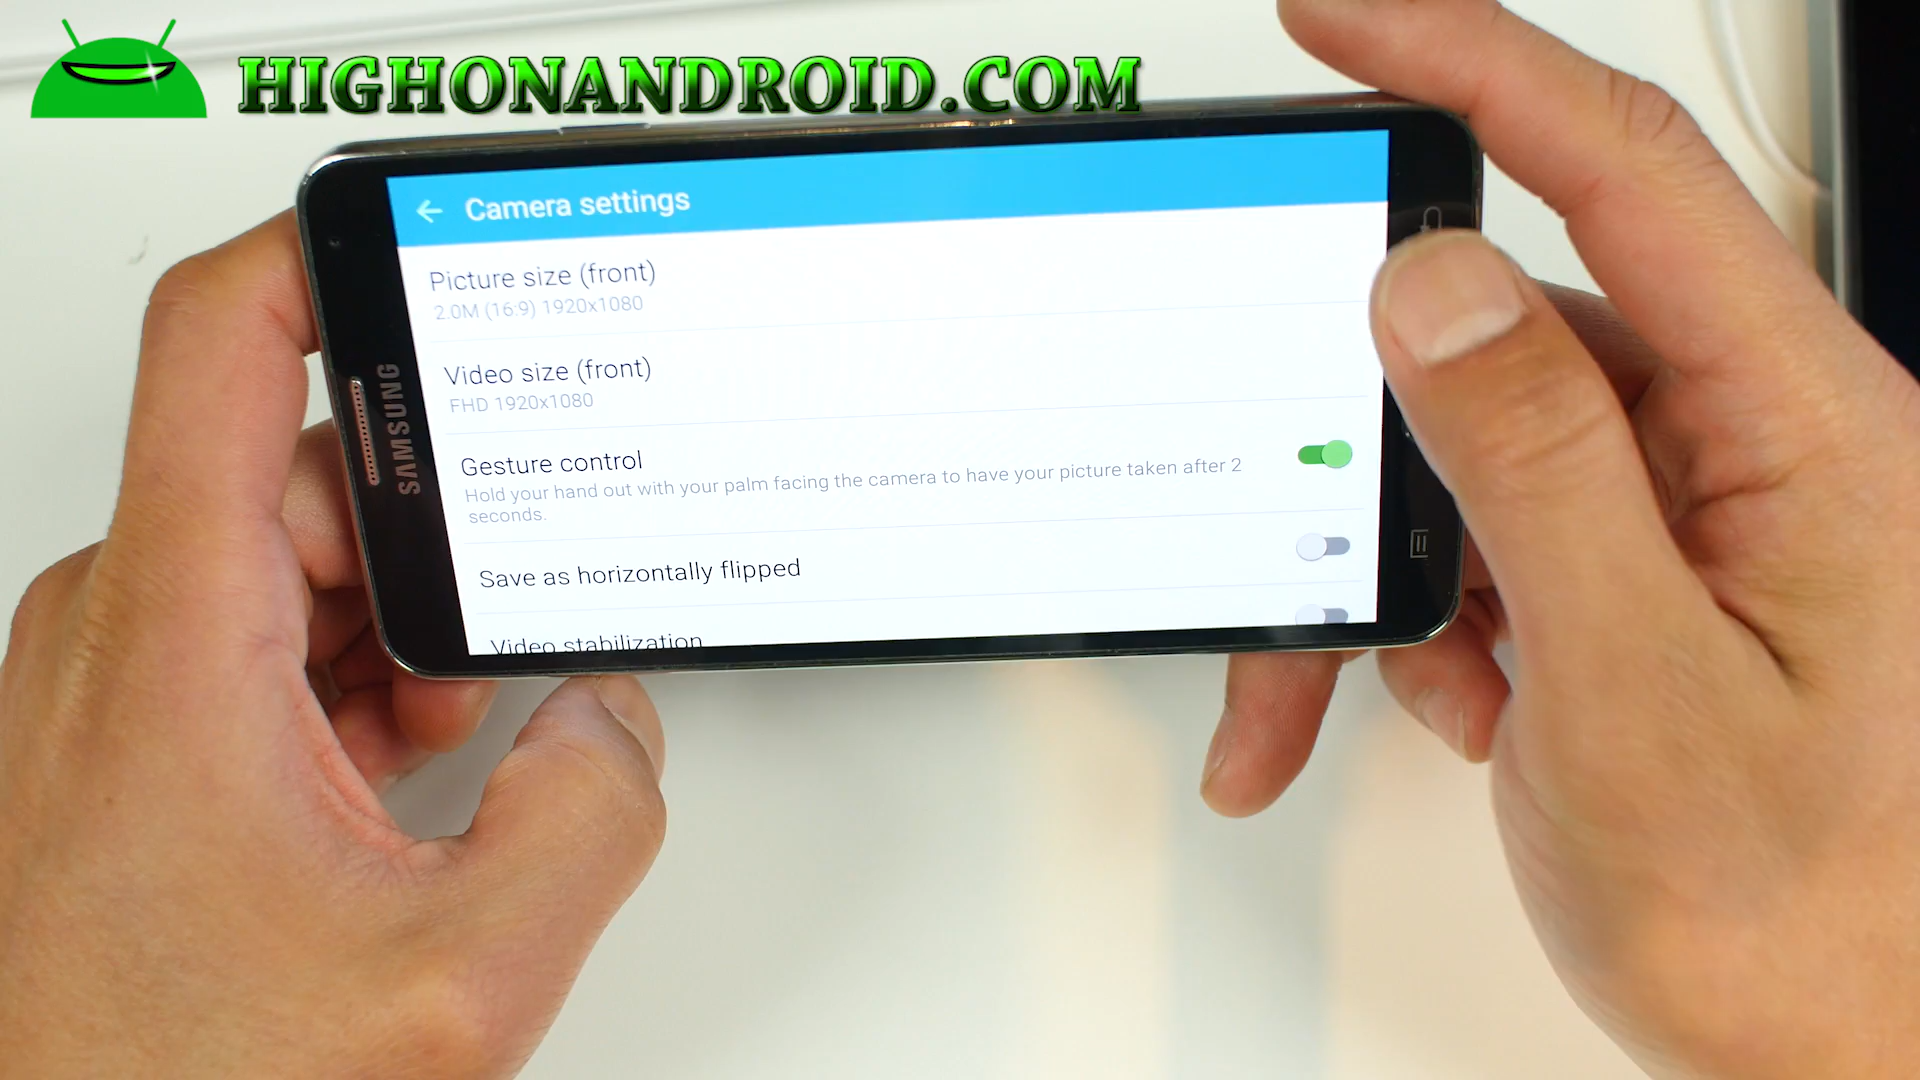 HIGHONANDROID.COM
Camera settings
Picture size (front)
2.0M (16:9) 1920x1080
Video size (front)
FHD 1920x1080
Gesture control
Hold your hand out with your palm facing the camera to have your picture taken after 2
seconds.
Save as horizontally flipped
Video stabilization
SAMSUNG